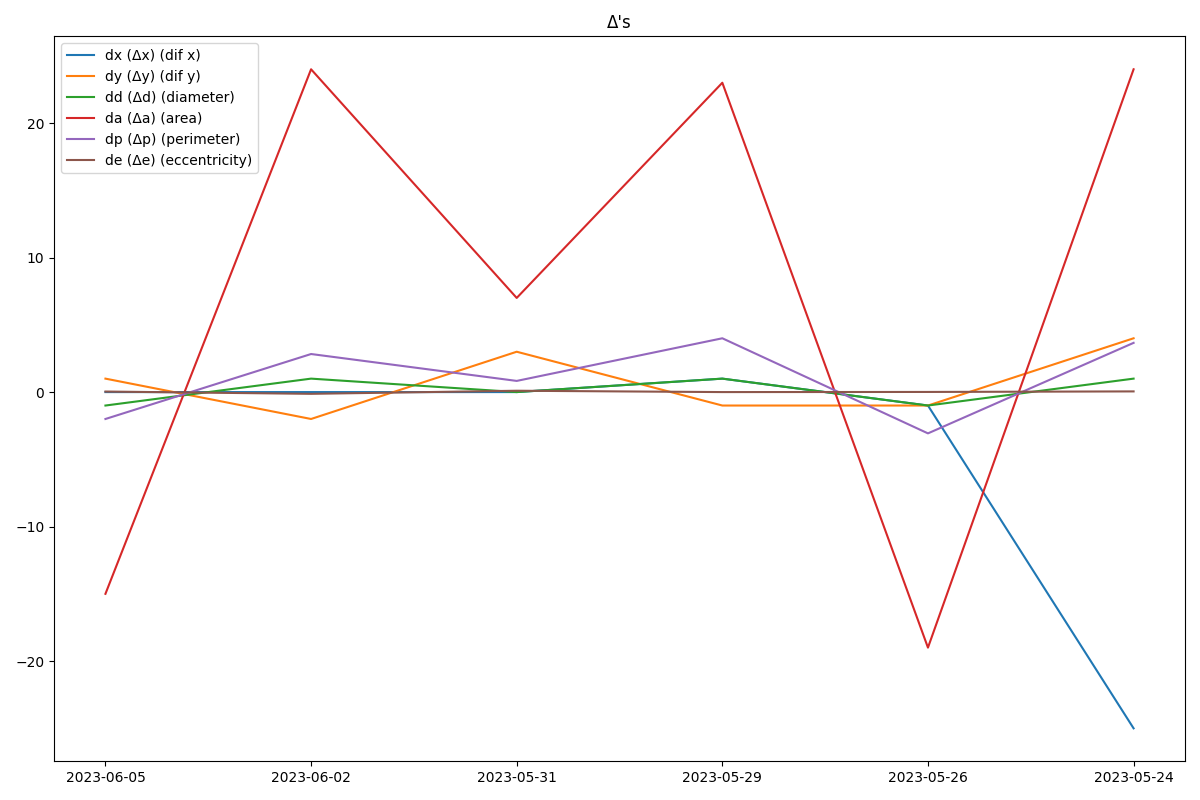 Δ's
dx (Δx) (dif x)
dy (Δy) (dif y)
dd (Δd) (diameter)
da (Δa) (area)
dp (Δp) (perimeter)
de (Δe) (eccentricity)
20
10
0
−10
−20
2023-06-05 2023-06-02 2023-05-31 2023-05-29 2023-05-26 2023-05-24